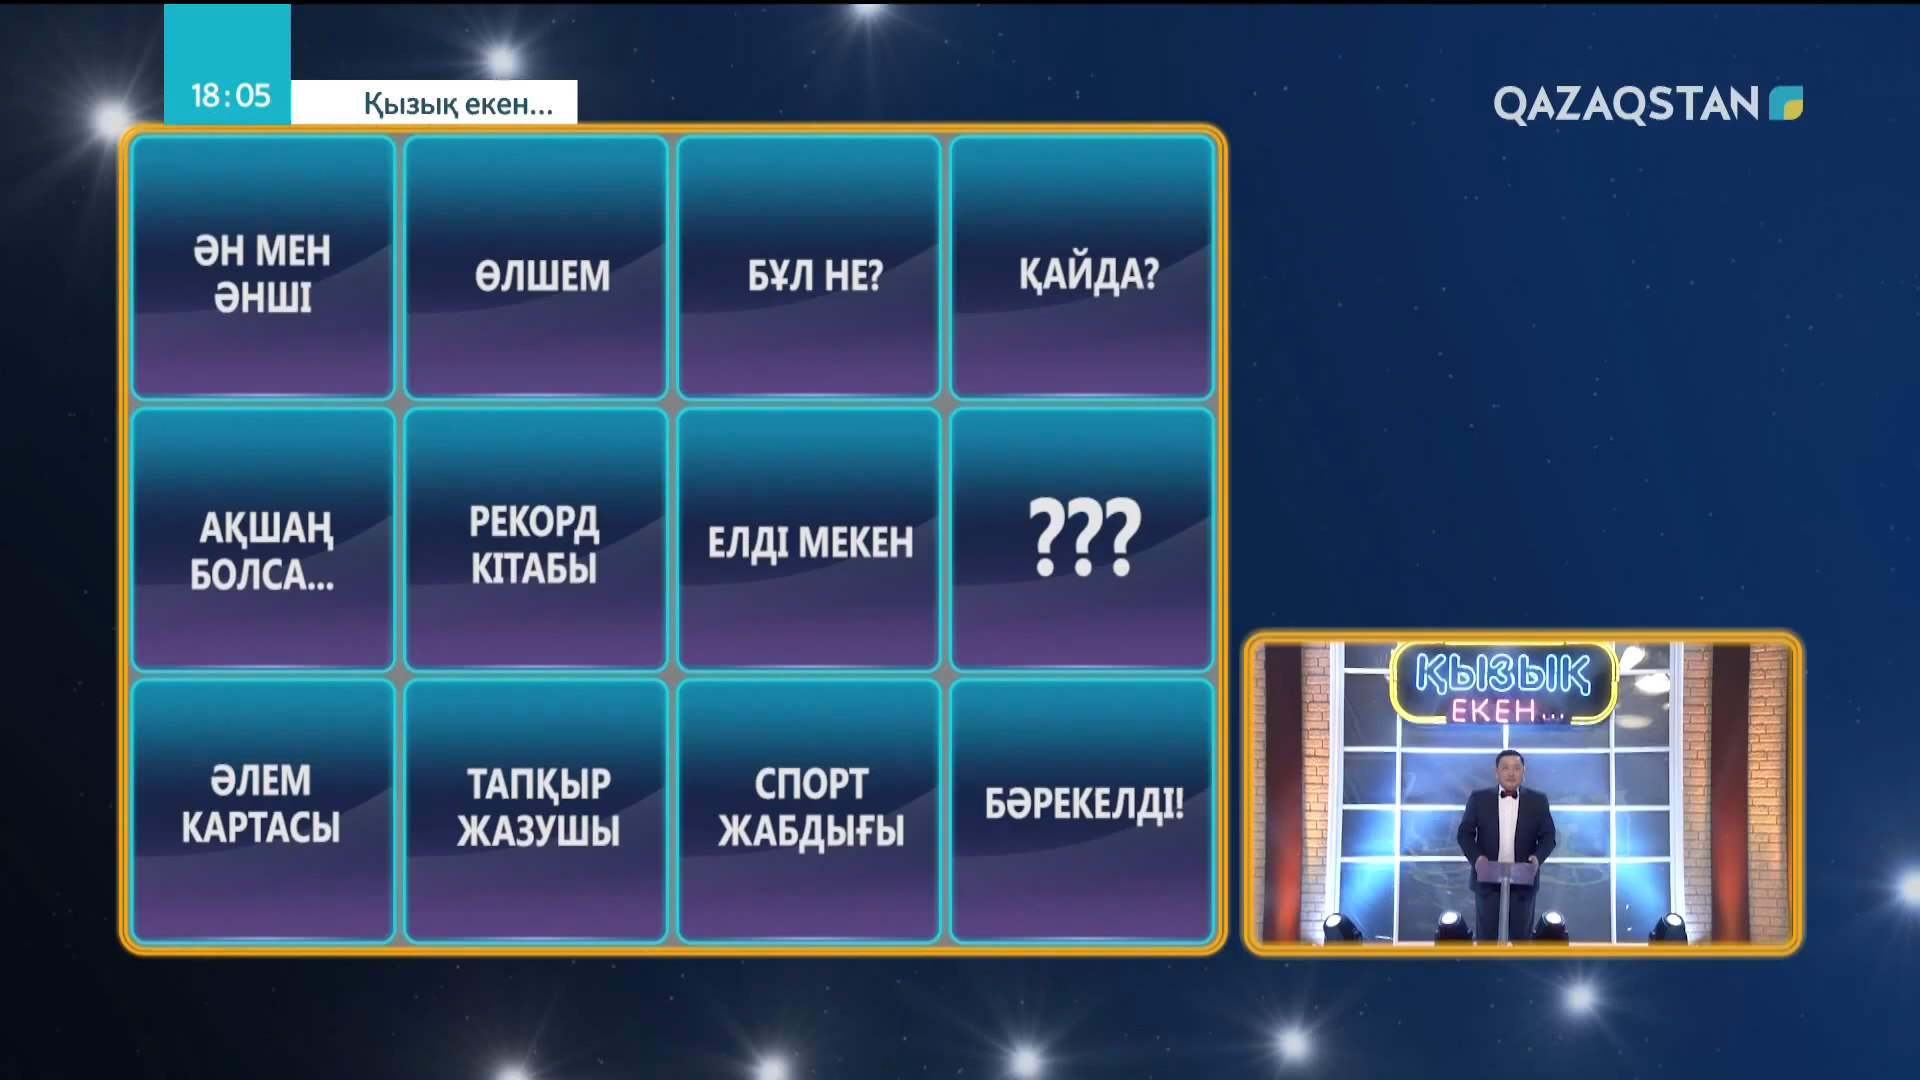 18:05
Қызық екен...
QAZAQSTAN
ӘН МЕН
ӘНШІ
ӨЛШЕМ
БҰЛ НЕ?
ҚАЙДА?
АҚШАҢ
БОЛСА...
РЕКОРД
КІТАБЫ
ЕЛДІ МЕКЕН
???
ӘЛЕМ
КАРТАСЫ
ТАПҚЫР
ЖАЗУШЫ
СПОРТ
ЖАБДЫҒЫ
БӘРЕКЕЛДІ!
ҚЫЗЫҚ
ЕКЕН...